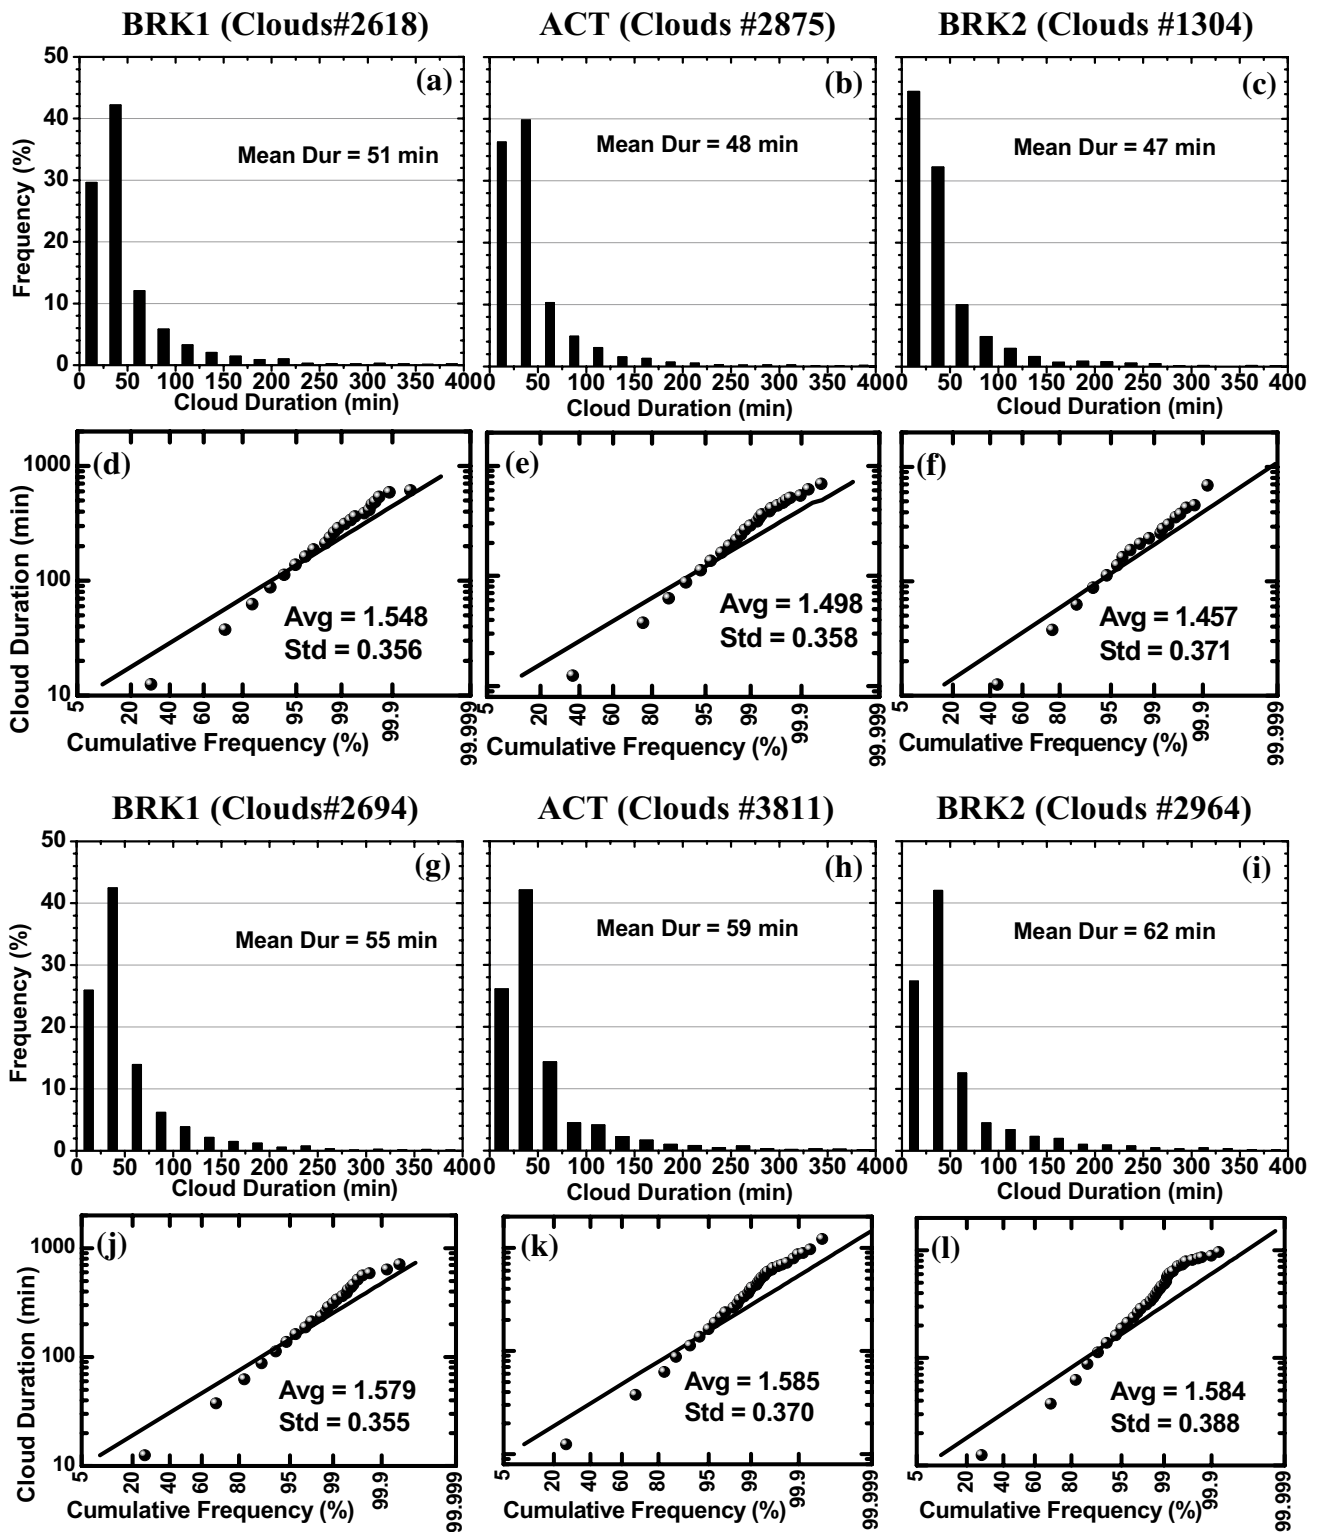 BRK1 (Clouds#2618) ACT (Clouds #2875) BRK2 (Clouds #1304)
50 (a) (b) (c)
40
Mean Dur = 51 min Mean Dur = 48 min Mean Dur = 47 min
30
20
10
0
Frequency (%)
0 50 100 150 200 250 300 350 400 0 50 100 150 200 250 300 350 400 0 50 100 150 200 250 300 350 400
Cloud Duration (min) Cloud Duration (min) Cloud Duration (min)
1000 (d) (e) (f)
100
Avg = 1.548 Avg = 1.498 Avg = 1.457
Std = 0.356 Std = 0.358 Std = 0.371
10
Cloud Duration (min)
5 20 40 60 80 95 99 99.9 99.999 5 20 40 60 80 95 99 99.9 99.999 5 20 40 60 80 95 99 99.9 99.999
Cumulative Frequency (%) Cumulative Frequency (%) Cumulative Frequency (%)
BRK1 (Clouds#2694) ACT (Clouds #3811) BRK2 (Clouds #2964)
50 (g) (h) (i)
40
Mean Dur = 55 min Mean Dur = 59 min Mean Dur = 62 min
30
20
10
0
Frequency (%)
0 50 100 150 200 250 300 350 400 0 50 100 150 200 250 300 350 400 0 50 100 150 200 250 300 350 400
Cloud Duration (min) Cloud Duration (min) Cloud Duration (min)
1000 (j) (k) (l)
100
Avg = 1.579 Avg = 1.585 Avg = 1.584
Std = 0.355 Std = 0.370 Std = 0.388
10
Cloud Duration (min)
5 20 40 60 80 95 99 99.9 99.999 5 20 40 60 80 95 99 99.9 99.999 5 20 40 60 80 95 99 99.9 99.999
Cumulative Frequency (%) Cumulative Frequency (%) Cumulative Frequency (%)